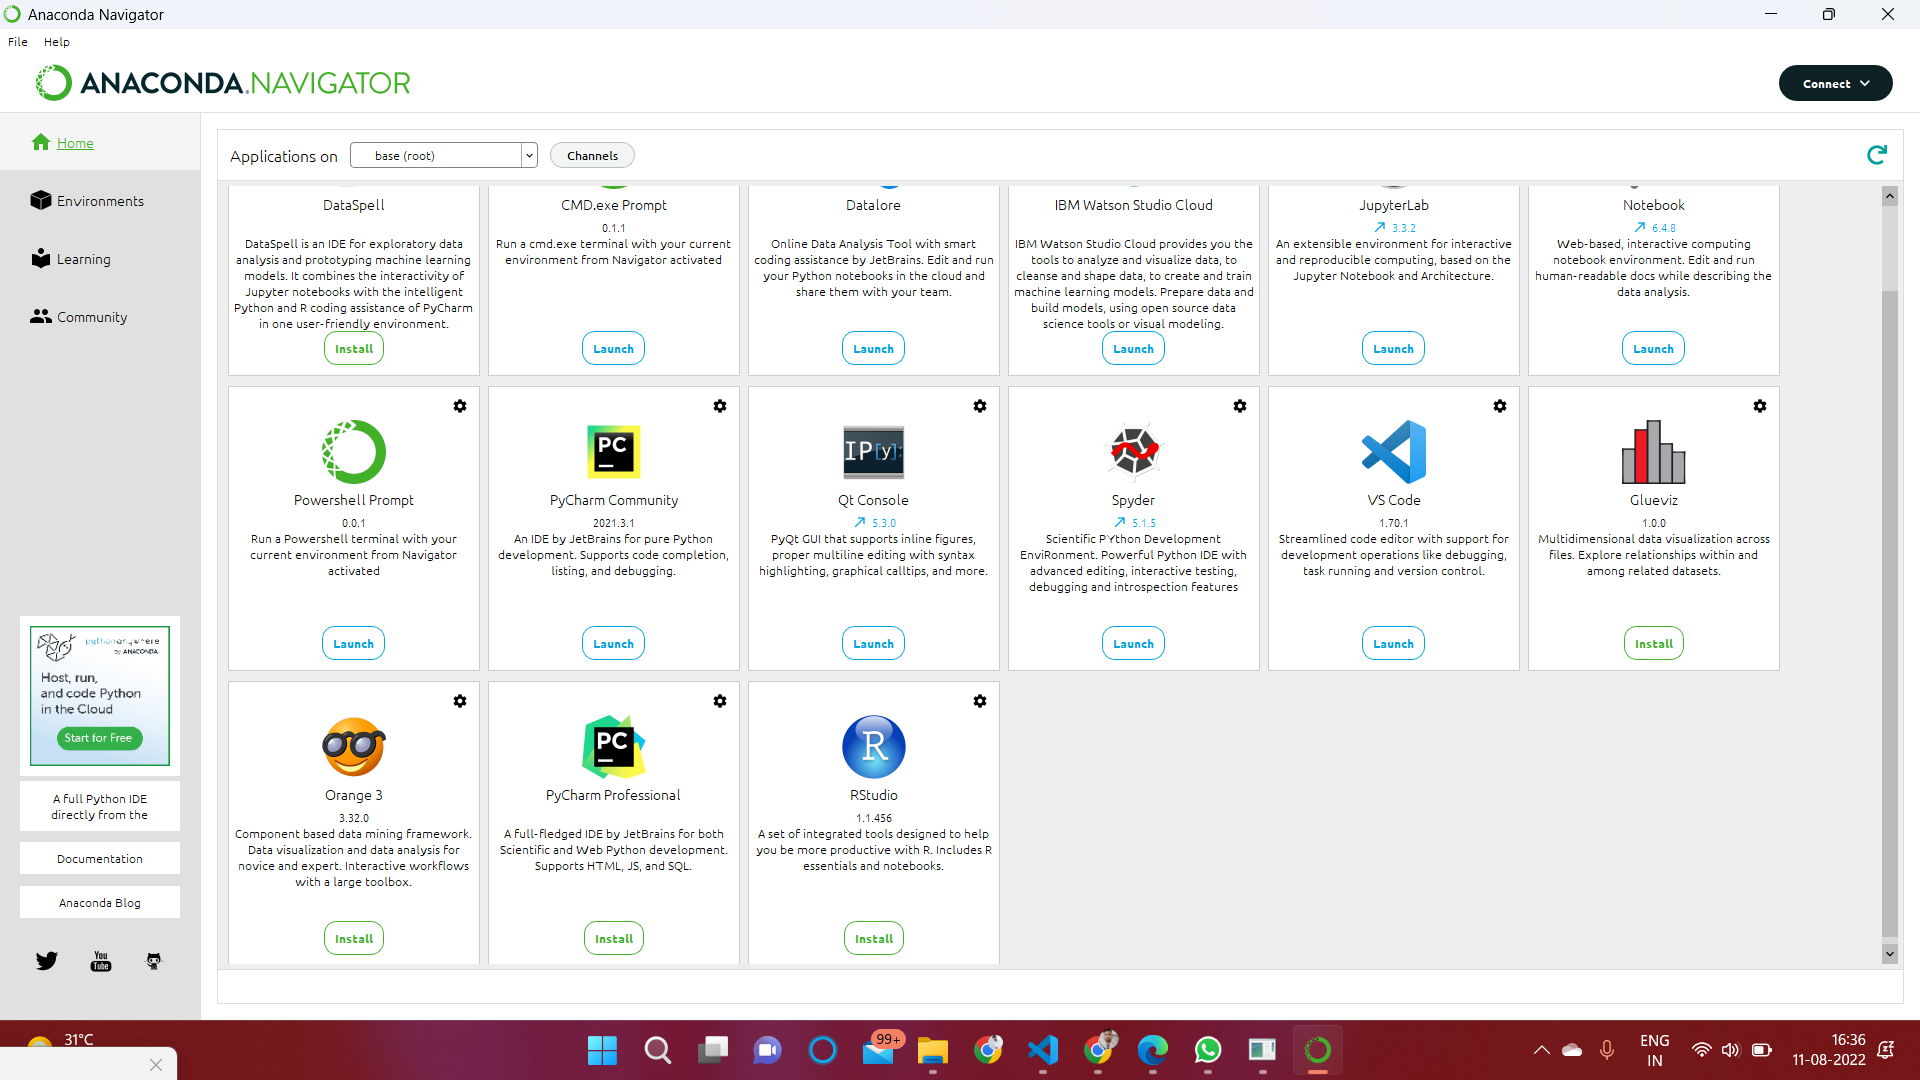 Anaconda Navigator
File Help
ANACONDA.NAVIGATOR
Connect
Home
Environments
Learning
Community
Applications on base (root) Channels
DataSpell
DataSpell is an IDE for exploratory data
analysis and prototyping machine learning
models. It combines the interactivity of
Jupyter notebooks with the intelligent
Python and R coding assistance of PyCharm
in one user-friendly environment.
Install
CMD.exe Prompt
0.1.1
Run a cmd.exe terminal with your current
environment from Navigator activated
Launch
Datalore
Online Data Analysis Tool with smart
coding assistance by JetBrains. Edit and run
your Python notebooks in the cloud and
share them with your team.
Launch
IBM Watson Studio Cloud
IBM Watson Studio Cloud provides you the
tools to analyze and visualize data, to
cleanse and shape data, to create and train
machine learning models. Prepare data and
build models, using open source data
science tools or visual modeling.
Launch
JupyterLab
3.3.2
An extensible environment for interactive
and reproducible computing, based on the
Jupyter Notebook and Architecture.
Launch
Notebook
6.4.8
Web-based, interactive computing
notebook environment. Edit and run
human-readable docs while describing the
data analysis.
Launch
Powershell Prompt
0.0.1
Run a Powershell terminal with your
current environment from Navigator
activated
Launch
PC
PyCharm Community
2021.3.1
An IDE by JetBrains for pure Python
development. Supports code completion,
listing, and debugging.
Launch
IP[y]:
Qt Console
5.3.0
PyQt GUI that supports inline figures,
proper multiline editing with syntax
highlighting, graphical calltips, and more.
Launch
Spyder
5.1.5
Scientific PYthon Development
EnviRonment. Powerful Python IDE with
advanced editing, interactive testing,
debugging and introspection features
Launch
VS Code
1.70.1
Streamlined code editor with support for
development operations like debugging,
task running and version control.
Launch
Glueviz
1.0.0
Multidimensional data visualization across
files. Explore relationships within and
among related datasets.
Install
Orange 3
3.32.0
Component based data mining framework.
Data visualization and data analysis for
novice and expert. Interactive workflows
with a large toolbox.
Install
PC
PyCharm Professional
A full-fledged IDE by JetBrains for both
Scientific and Web Python development.
Supports HTML, JS, and SQL.
Install
R
RStudio
1.1.456
A set of integrated tools designed to help
you be more productive with R. Includes R
essentials and notebooks.
Install
pythonanywhere
by ANACONDA
Host, run,
and code Python
in the Cloud
Start for Free
A full Python IDE
directly from the
Documentation
Anaconda Blog
You
Tube
31°C
99+
ENG
IN
16:36
11-08-2022